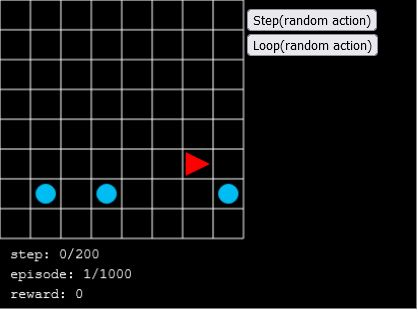 Step(random action)
Loop(random action)
step: 0/200
episode: 1/1000
reward: 0